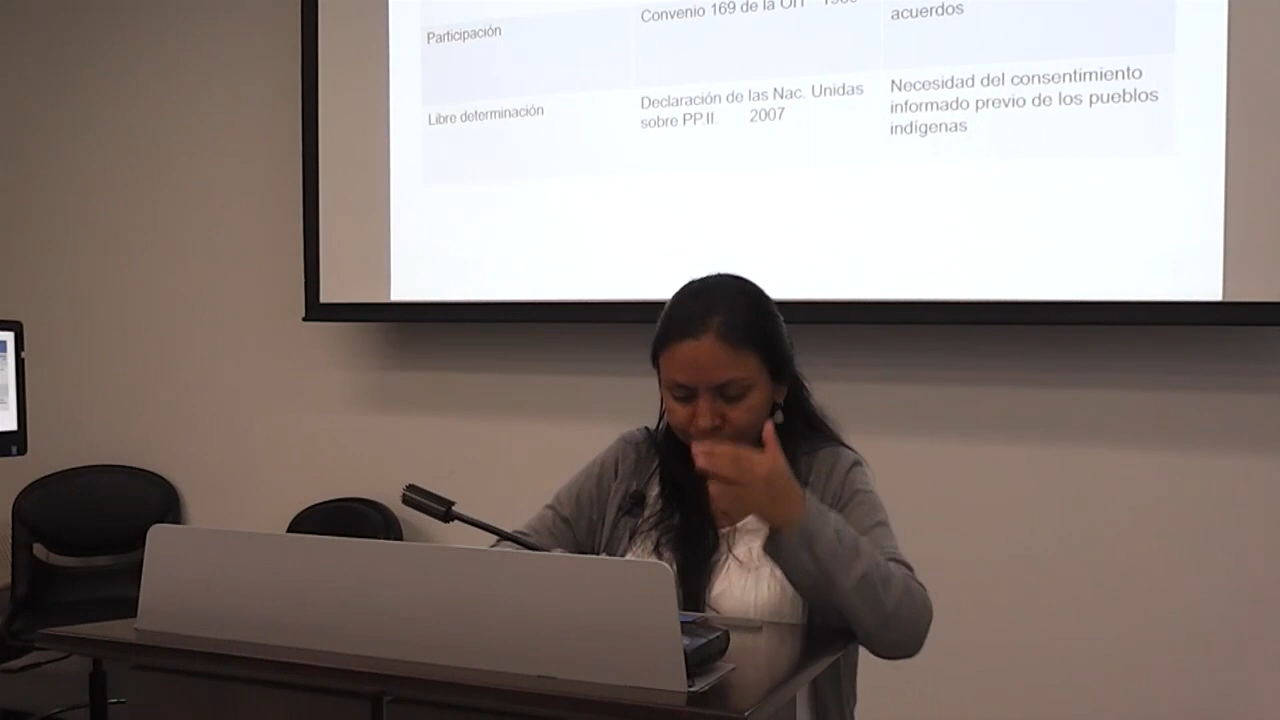 Participación
Convenio 169 de la OIT
acuerdos
Libre determinación
Declaración de las Nac. Unidas
sobre PP.II. 2007
Necesidad del consentimiento
informado previo de los pueblos
indígenas